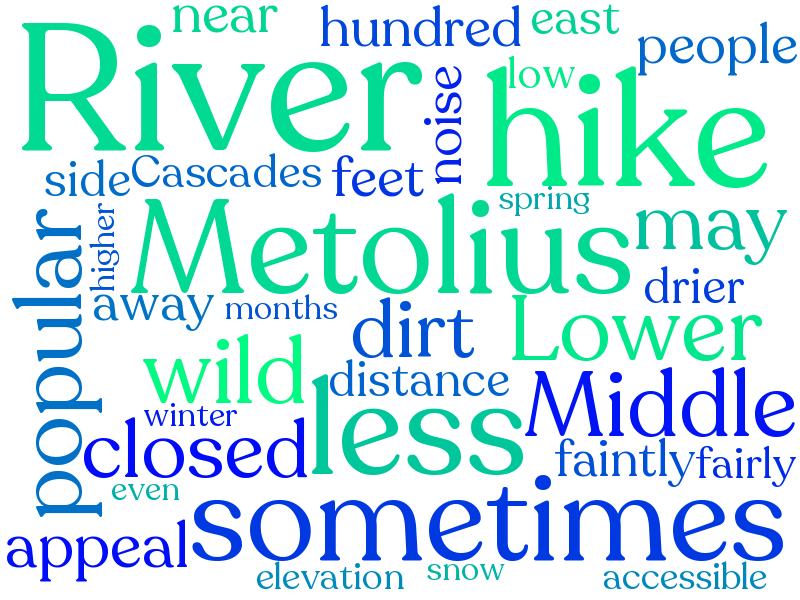 near
hundred
east
people
River
low
noise
hike
side
Cascades
feet
spring
higher
Metolius
may
popular
away
months
drier
dirt
Lower
wild
distance
winter
less
Middle
closed
faintly
fairly
even
sometimes
appeal
elevation
snow
accessible